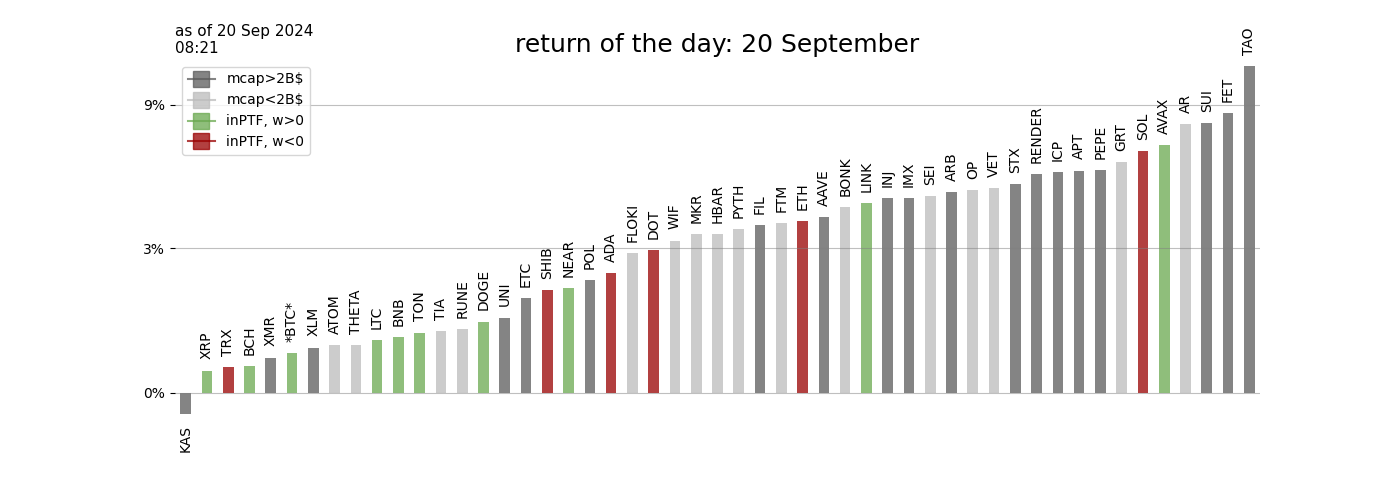 as of 20 Sep 2024
08:21
return of the day: 20 September
mcap>2B$
mcap<2B$
inPTF, w>0
inPTF, w<0
9%
3%
0%
KAS
XRP
TRX
BCH
XMR
*BTC*
XLM
ATOM
THETA
LTC
BNB
TON
TIA
RUNE
DOGE
UNI
ETC
SHIB
NEAR
POL
ADA
FLOKI
DOT
WIF
MKR
HBAR
PYTH
FIL
FTM
ETH
AAVE
BONK
LINK
INJ
IMX
SEI
ARB
OP
VET
STX
RENDER
ICP
APT
PEPE
GRT
SOL
AVAX
AR
SUI
FET
TAO